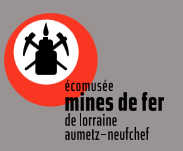 écomusée
mines de fer
de lorraine
aumetz-neufchef